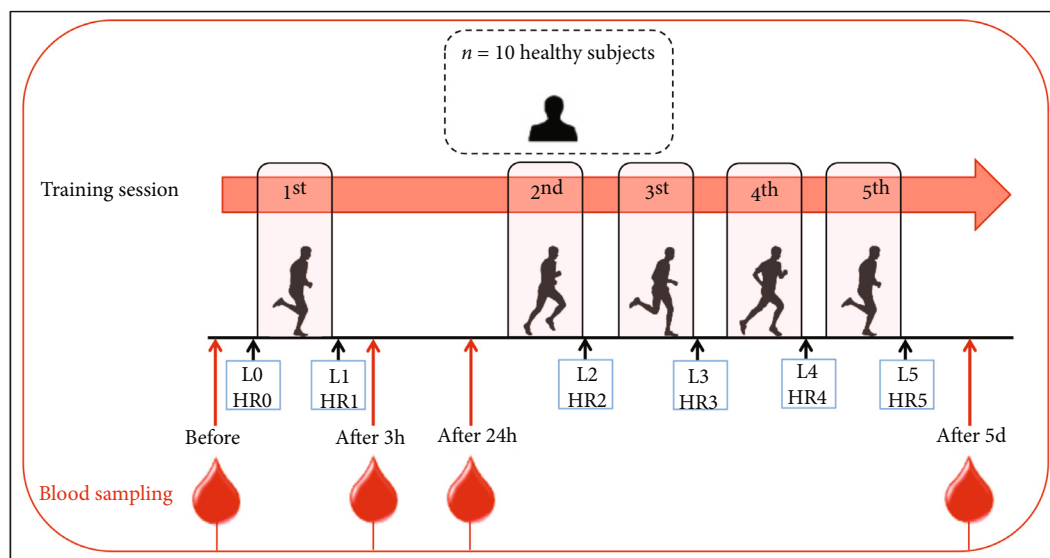 n = 10 healthy subjects
Training session
1st
2nd
3st
4th
5th
L0
HR0
L1
HR1
L2
HR2
L3
HR3
L4
HR4
L5
HR5
Before
After 3h
After 24h
After 5d
Blood sampling